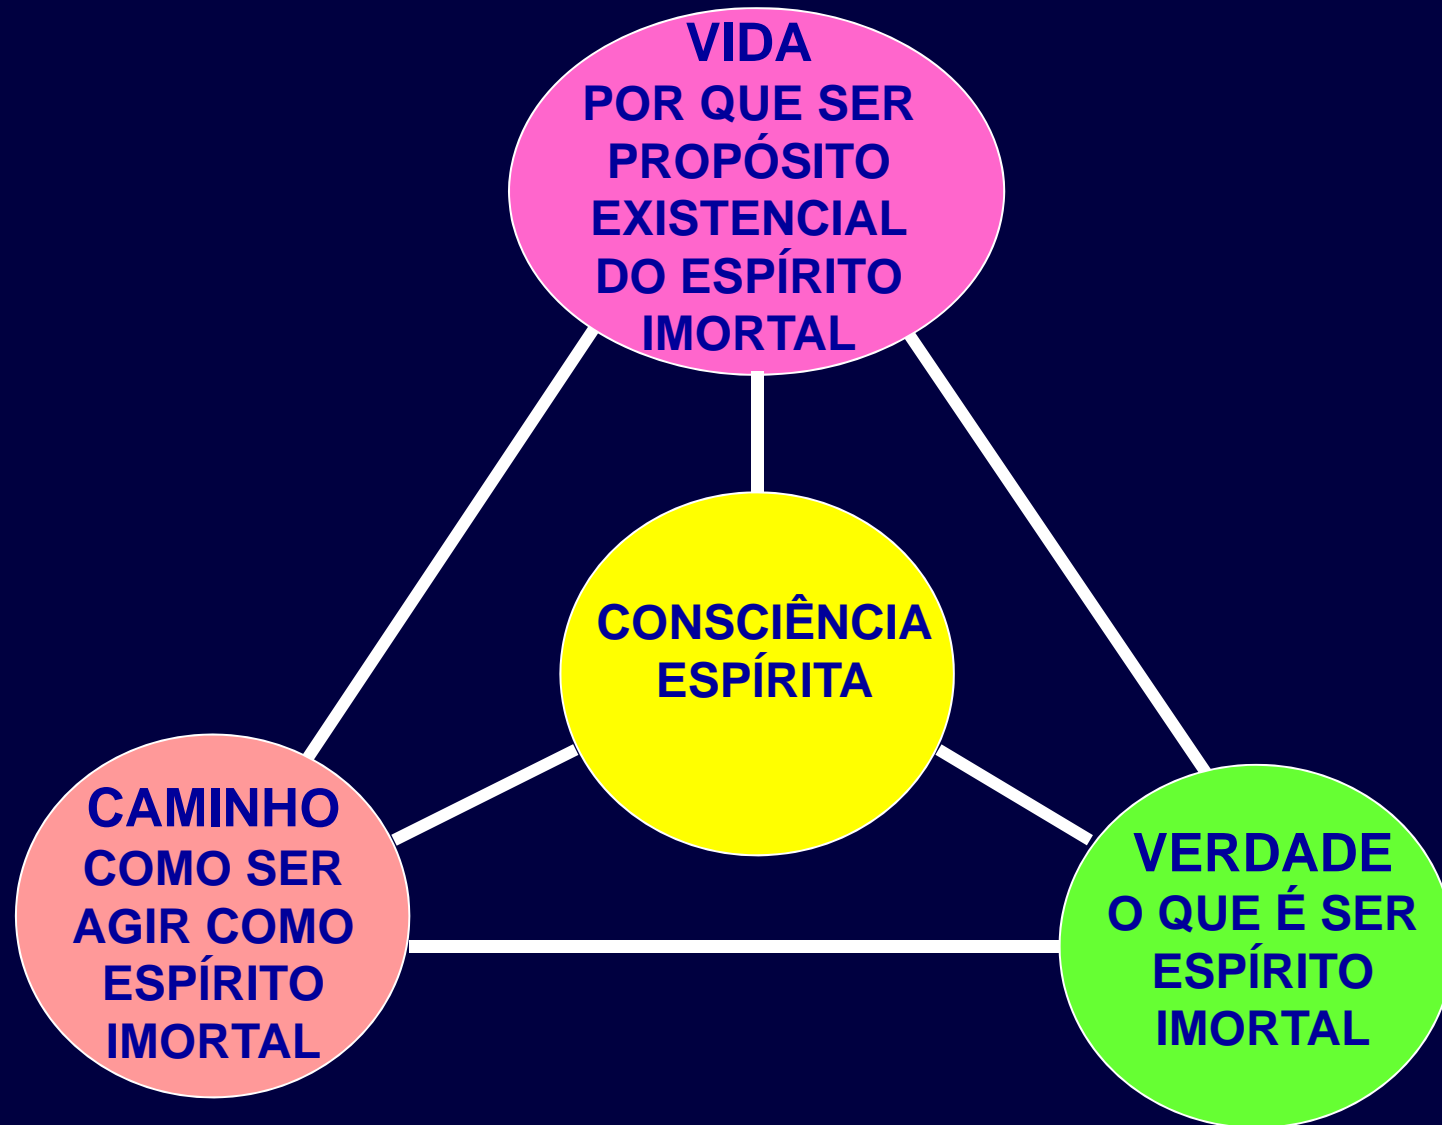 VIDA
POR QUE SER
PROPÓSITO
EXISTENCIAL
DO ESPÍRITO
IMORTAL
CONSCIÊNCIA
ESPÍRITA
CAMINHO
COMO SER
AGIR COMO
ESPÍRITO
IMORTAL
VERDADE
O QUE É SER
ESPÍRITO
IMORTAL